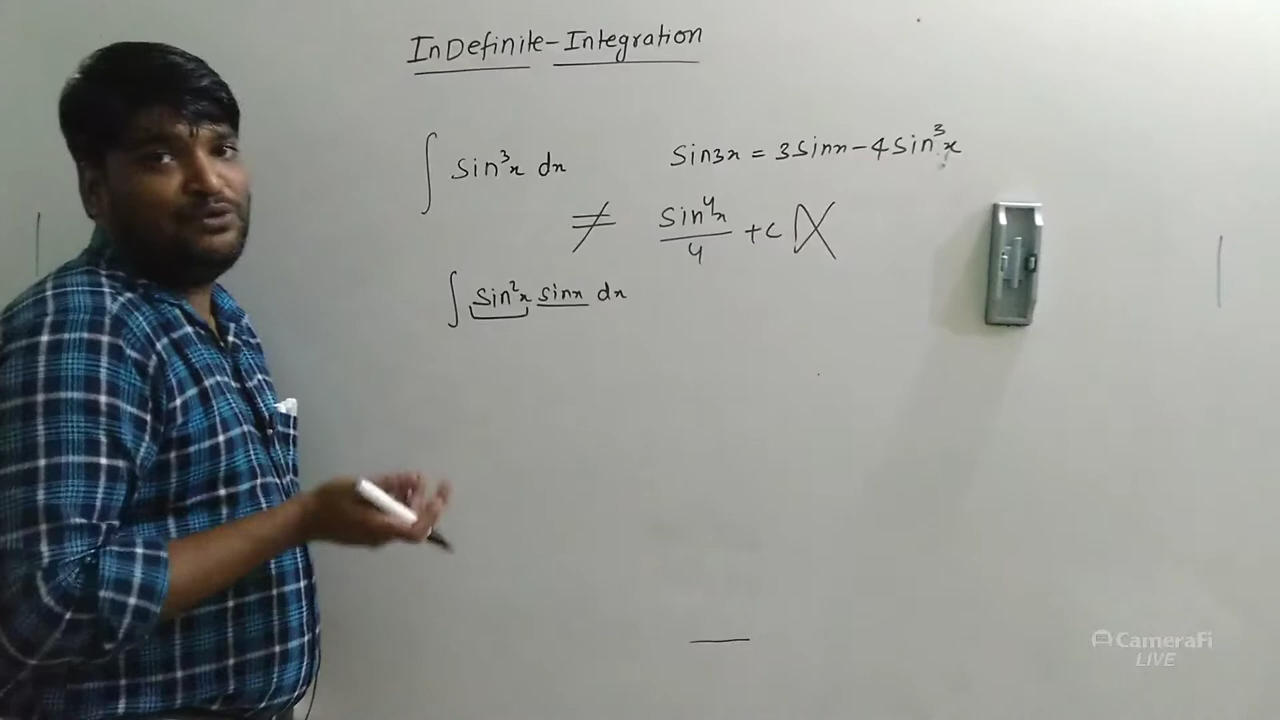 InDefinite-Integration
∫ sin³x dx
sin3x = 3sinx-4sin³x
≠ sin⁴x/4 +c
∫ sin²x sinx dx
CameraFi
LIVE